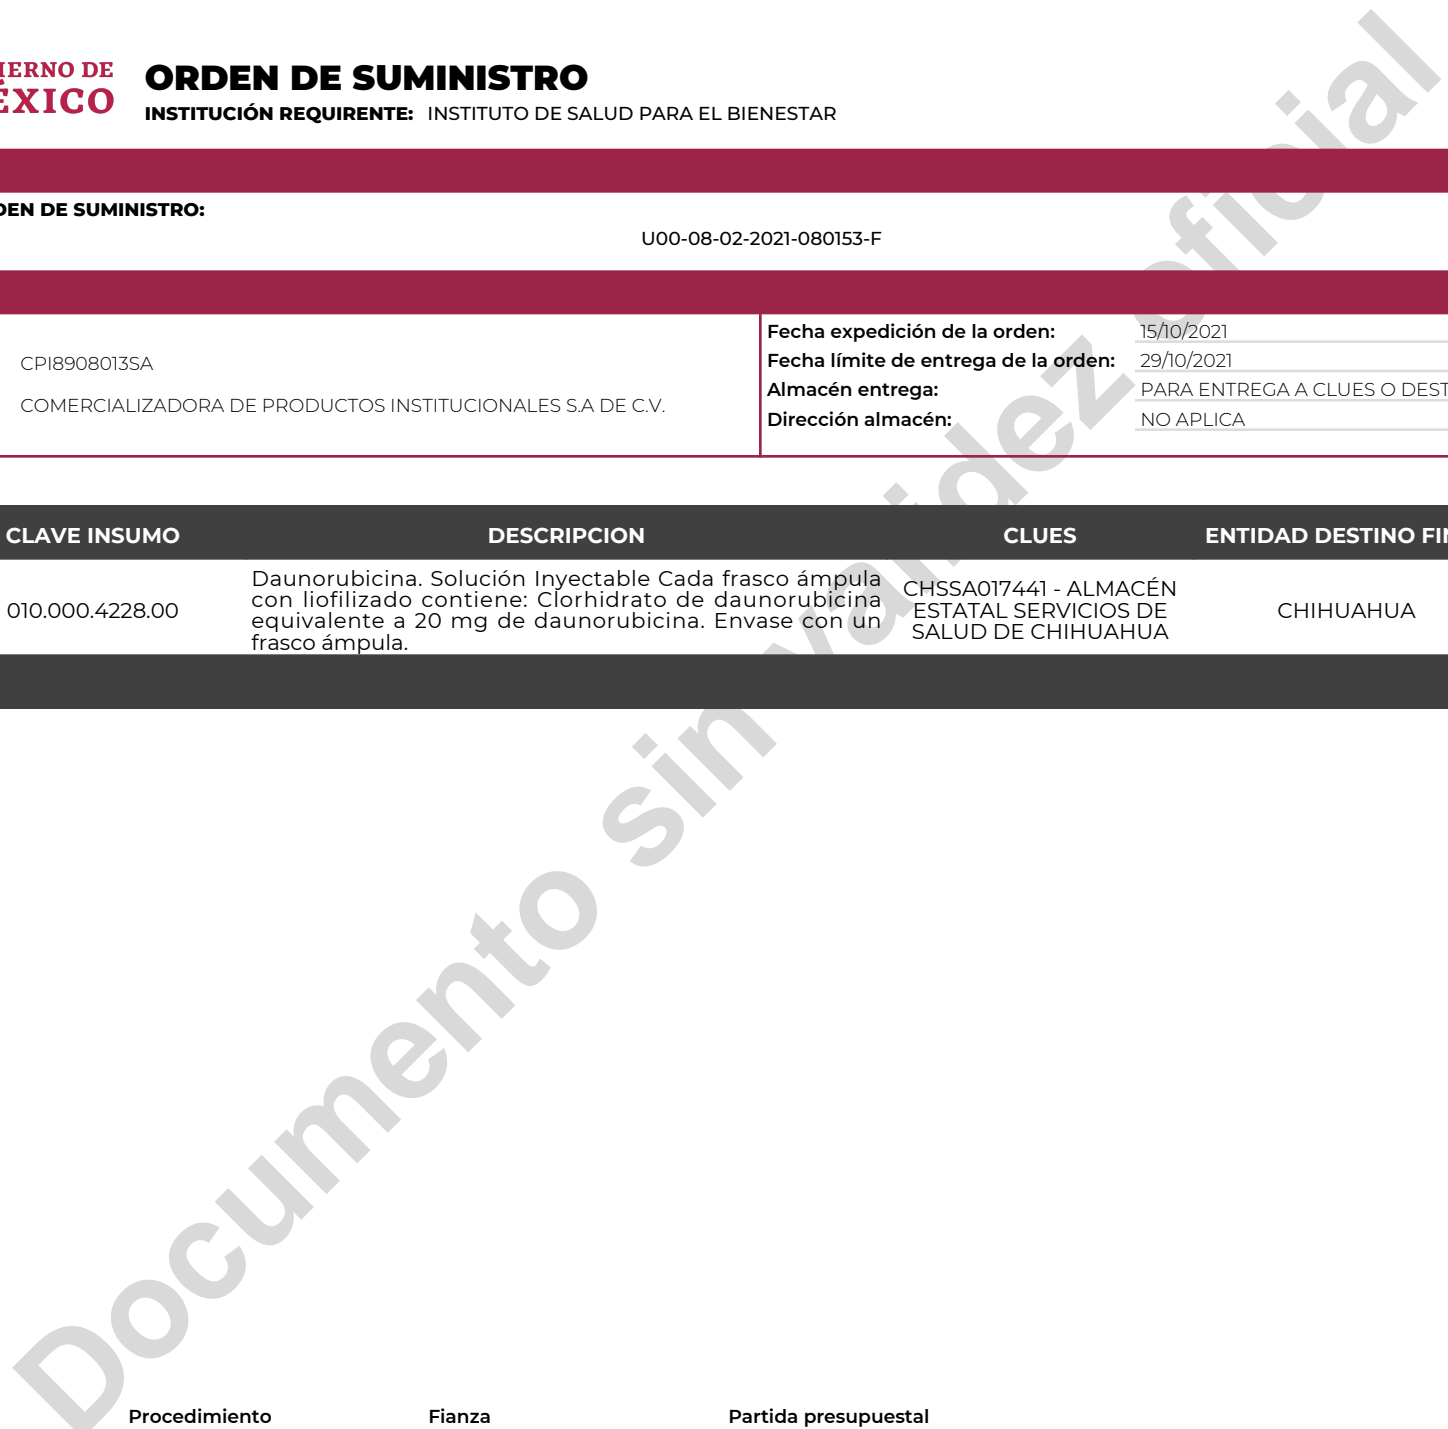 IERNO DE
ÉXICO
ORDEN DE SUMINISTRO
INSTITUCIÓN REQUIRENTE: INSTITUTO DE SALUD PARA EL BIENESTAR
DEN DE SUMINISTRO:
U00-08-02-2021-080153-F
CPI8908013SA
COMERCIALIZADORA DE PRODUCTOS INSTITUCIONALES S.A DE C.V.
Fecha expedición de la orden: 15/10/2021
Fecha límite de entrega de la orden: 29/10/2021
Almacén entrega: PARA ENTREGA A CLUES O DEST
Dirección almacén: NO APLICA
CLAVE INSUMO DESCRIPCION CLUES ENTIDAD DESTINO FIN
010.000.4228.00
Daunorubicina. Solución Inyectable Cada frasco ámpula
con liofilizado contiene: Clorhidrato de daunorubicina
equivalente a 20 mg de daunorubicina. Envase con un
frasco ámpula.
CHSSA017441 - ALMACÉN
ESTATAL SERVICIOS DE
SALUD DE CHIHUAHUA
CHIHUAHUA
Documento sin validez oficial
Procedimiento Fianza Partida presupuestal